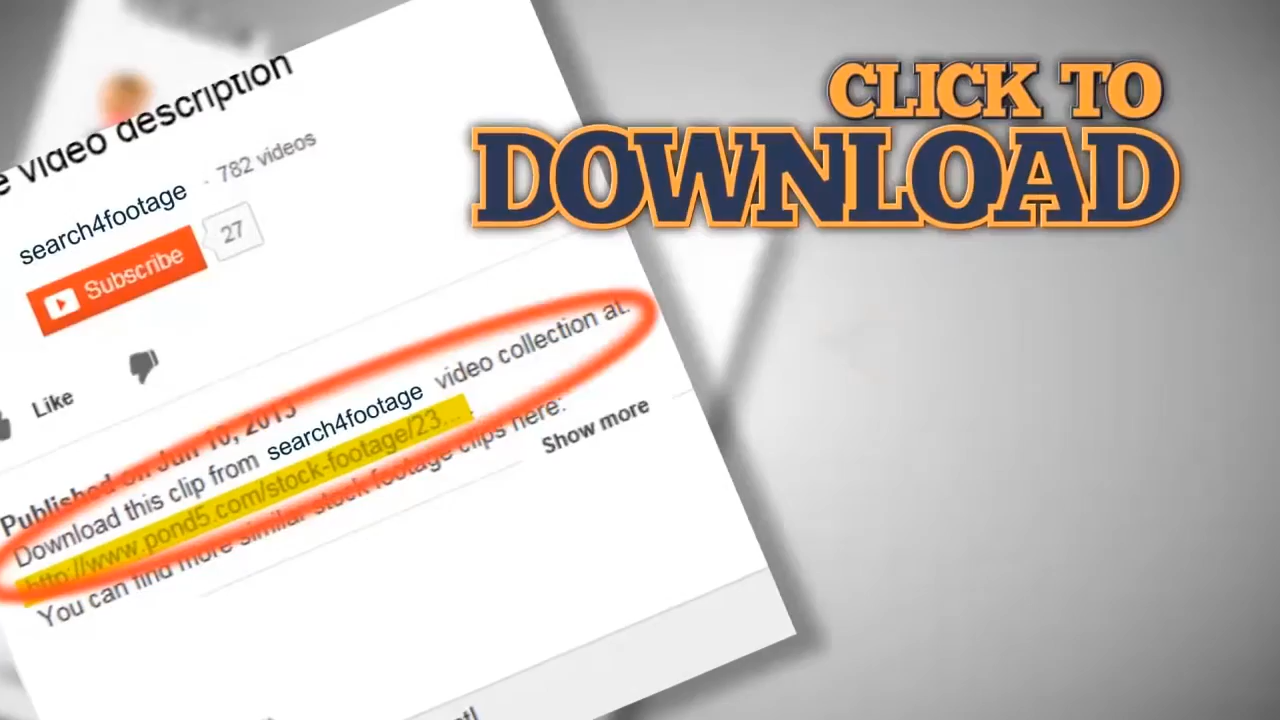 CLICK TO
DOWNLOAD
e video description
search4footage · 782 videos
Subscribe 27
Like
Published on Jun 10, 2013
Download this clip from search4footage video collection at:
http://www.pond5.com/stock-footage/23...
You can find more similar stock footage clips here:
Show more